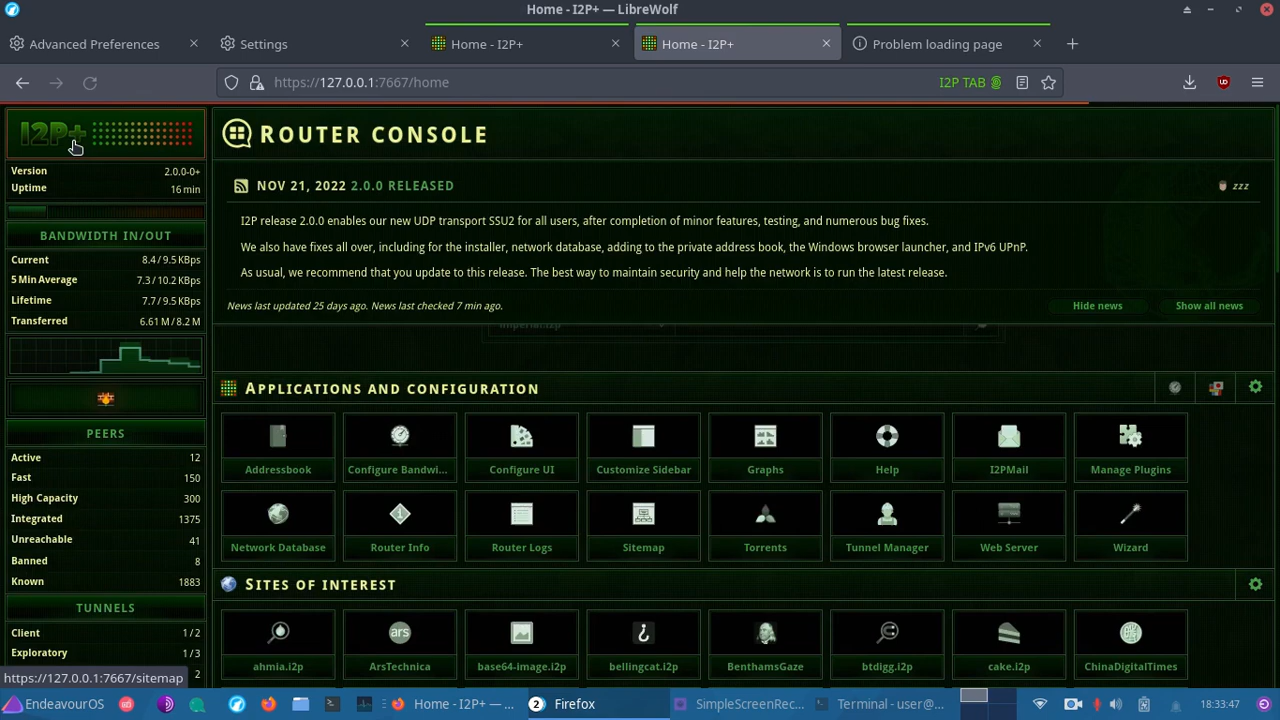 Home - I2P+ — LibreWolf
Advanced Preferences
Settings
Home - I2P+
Home - I2P+
Problem loading page
https://127.0.0.1:7667/home
I2P TAB
I2P+
Version 2.0.0-0+
Uptime 16 min
BANDWIDTH IN/OUT
Current 8.4 / 9.5 KBps
5 Min Average 7.3 / 10.2 KBps
Lifetime 7.7 / 9.5 KBps
Transferred 6.61 M / 8.2 M
PEERS
Active 12
Fast 150
High Capacity 300
Integrated 1375
Unreachable 41
Banned 8
Known 1883
TUNNELS
Client 1 / 2
Exploratory 1 / 3
2
https://127.0.0.1:7667/sitemap
ROUTER CONSOLE
NOV 21, 2022 2.0.0 RELEASED
zzz
I2P release 2.0.0 enables our new UDP transport SSU2 for all users, after completion of minor features, testing, and numerous bug fixes.
We also have fixes all over, including for the installer, network database, adding to the private address book, the Windows browser launcher, and IPv6 UPnP.
As usual, we recommend that you update to this release. The best way to maintain security and help the network is to run the latest release.
News last updated 25 days ago. News last checked 7 min ago.
Hide news
Show all news
APPLICATIONS AND CONFIGURATION
Addressbook
Configure Bandwi...
Configure UI
Customize Sidebar
Graphs
Help
I2PMail
Manage Plugins
Network Database
Router Info
Router Logs
Sitemap
Torrents
Tunnel Manager
Web Server
Wizard
SITES OF INTEREST
ars
ahmia.i2p
ArsTechnica
base64-image.i2p
bellingcat.i2p
BenthamsGaze
btdigg.i2p
cake.i2p
ChinaDigitalTimes
EndeavourOS
Home - I2P+ — ...
2 Firefox
SimpleScreenRec...
Terminal - user@...
18:33:47